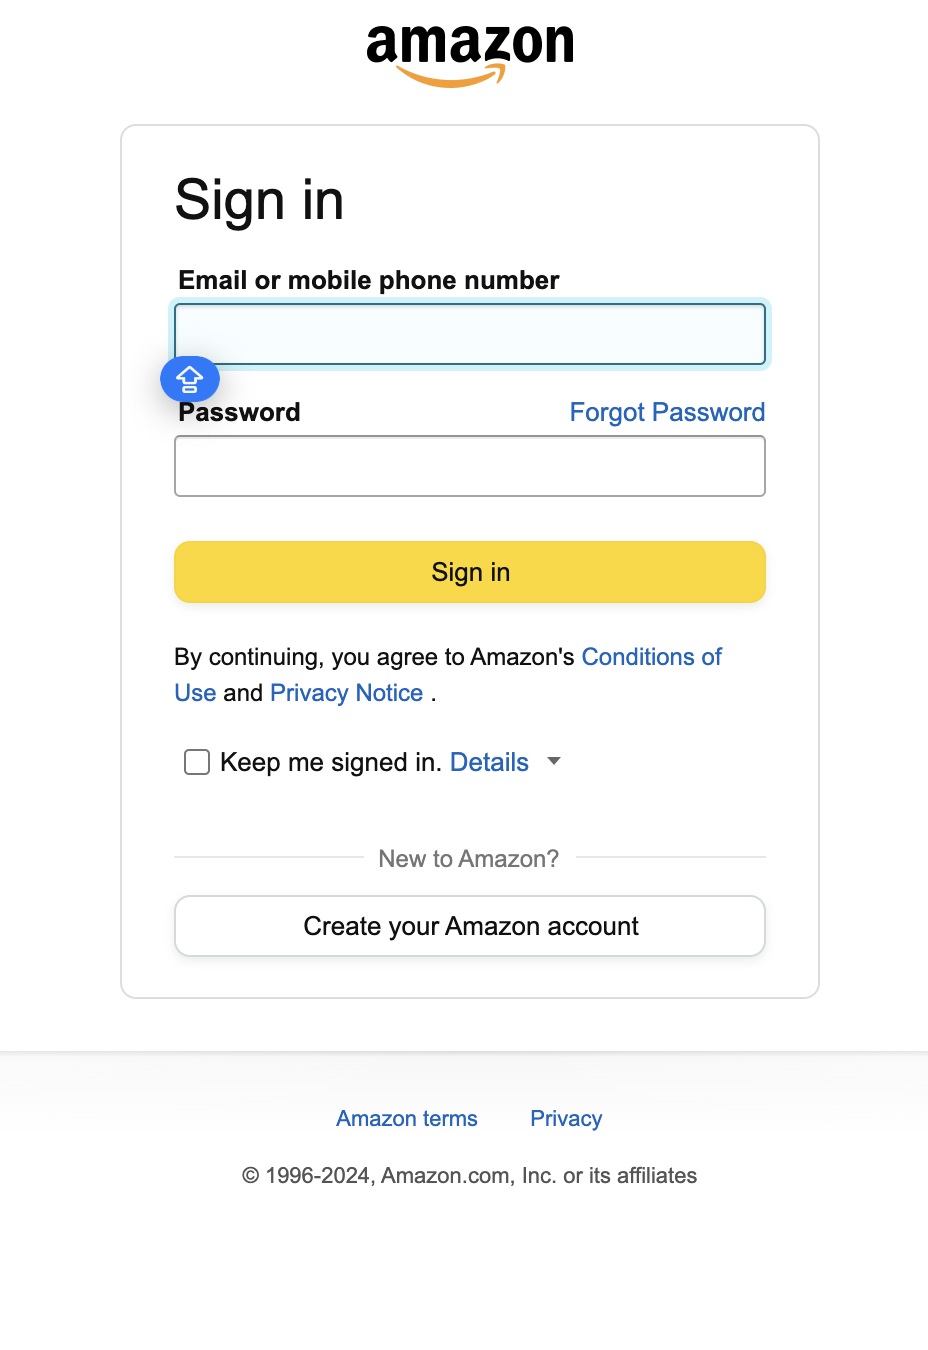 amazon
Sign in
Email or mobile phone number
Password Forgot Password
Sign in
By continuing, you agree to Amazon's Conditions of
Use and Privacy Notice .
Keep me signed in. Details
New to Amazon?
Create your Amazon account
Amazon terms Privacy
© 1996-2024, Amazon.com, Inc. or its affiliates